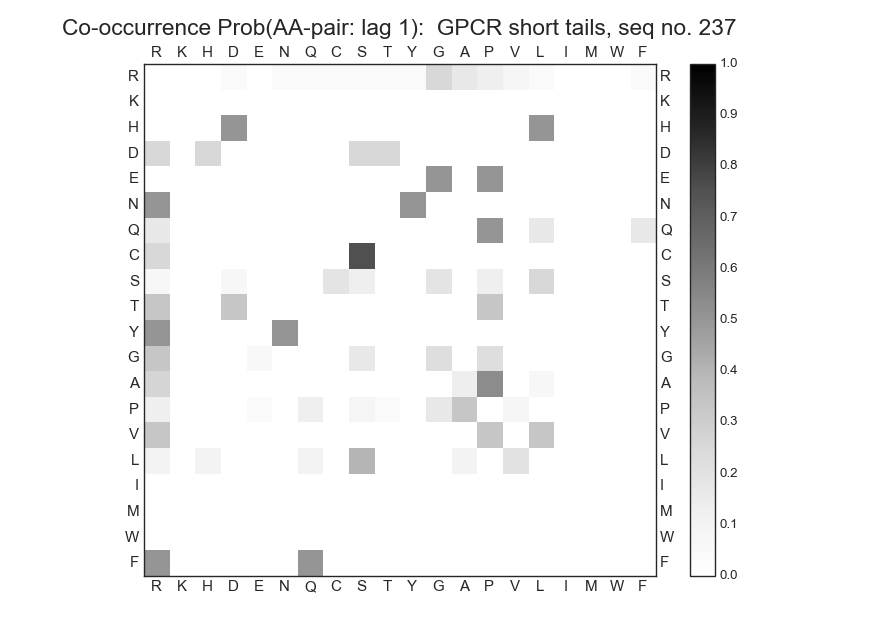 Co-occurrence Prob(AA-pair: lag 1):  GPCR short tails, seq no. 237
R K H D E N Q C S T Y G A P V L I M W F
R R 1.0
K K
H H 0.9
D D 0.8
E E
N N 0.7
Q Q
C C 0.6
S S
T T 0.5
Y Y
G G 0.4
A A
P P 0.3
V V
L L 0.2
I I
M M 0.1
W W
F F 0.0
R K H D E N Q C S T Y G A P V L I M W F